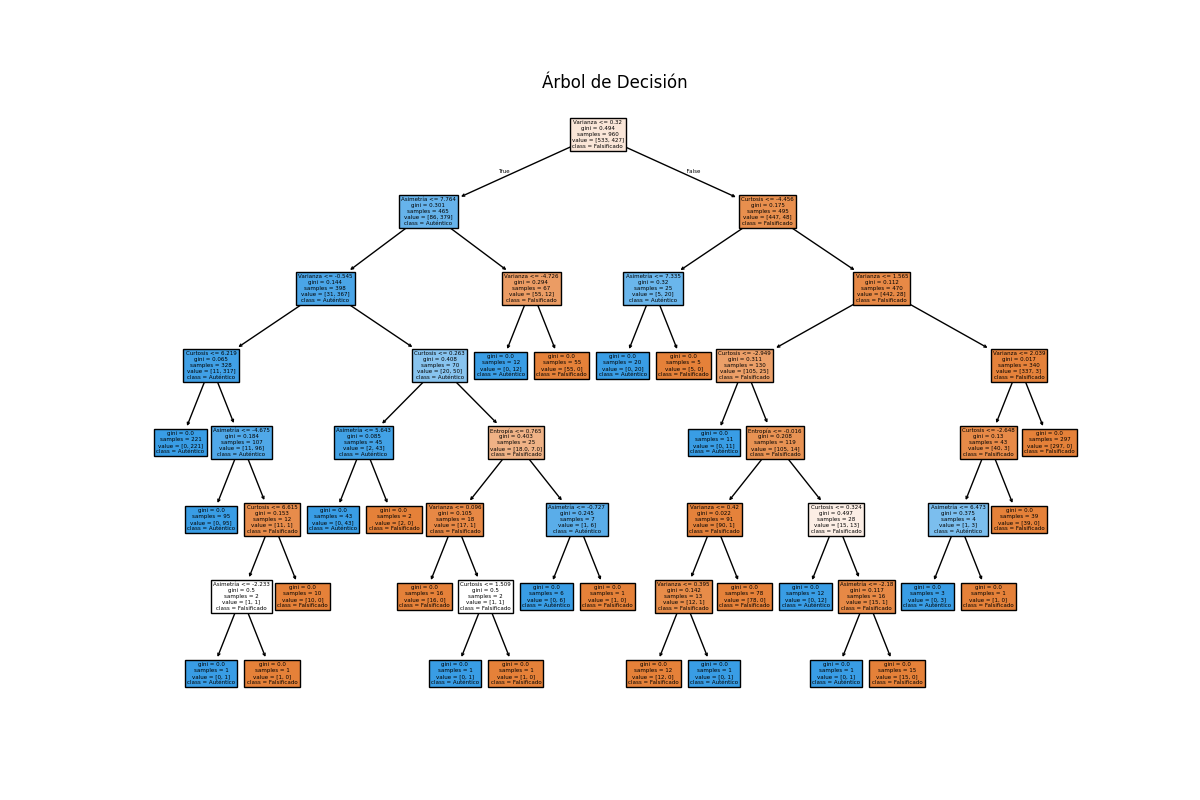 Árbol de Decisión
Varianza <= 0.32
gini = 0.494
samples = 960
value = [533, 427]
class = Falsificado
True
False
Asimetria <= 7.764
gini = 0.301
samples = 465
value = [86, 379]
class = Auténtico
Curtosis <= -4.456
gini = 0.175
samples = 495
value = [447, 48]
class = Falsificado
Varianza <= -0.545
gini = 0.144
samples = 398
value = [31, 367]
class = Auténtico
Varianza <= -4.726
gini = 0.294
samples = 67
value = [55, 12]
class = Falsificado
Asimetria <= 7.335
gini = 0.32
samples = 25
value = [5, 20]
class = Auténtico
Varianza <= 1.565
gini = 0.112
samples = 470
value = [442, 28]
class = Falsificado
Curtosis <= 6.219
gini = 0.065
samples = 328
value = [11, 317]
class = Auténtico
Curtosis <= 0.263
gini = 0.408
samples = 70
value = [20, 50]
class = Auténtico
gini = 0.0
samples = 12
value = [0, 12]
class = Auténtico
gini = 0.0
samples = 55
value = [55, 0]
class = Falsificado
gini = 0.0
samples = 20
value = [0, 20]
class = Auténtico
gini = 0.0
samples = 5
value = [5, 0]
class = Falsificado
Curtosis <= -2.949
gini = 0.311
samples = 130
value = [105, 25]
class = Falsificado
Varianza <= 2.039
gini = 0.017
samples = 340
value = [337, 3]
class = Falsificado
gini = 0.0
samples = 221
value = [0, 221]
class = Auténtico
Asimetria <= -4.675
gini = 0.184
samples = 107
value = [11, 96]
class = Auténtico
Asimetria <= 5.643
gini = 0.085
samples = 45
value = [2, 43]
class = Auténtico
Entropia <= 0.765
gini = 0.403
samples = 25
value = [18.0, 7.0]
class = Falsificado
gini = 0.0
samples = 11
value = [0, 11]
class = Auténtico
Entropia <= -0.016
gini = 0.208
samples = 119
value = [105, 14]
class = Falsificado
Curtosis <= -2.648
gini = 0.13
samples = 43
value = [40, 3]
class = Falsificado
gini = 0.0
samples = 297
value = [297, 0]
class = Falsificado
gini = 0.0
samples = 95
value = [0, 95]
class = Auténtico
Curtosis <= 6.615
gini = 0.153
samples = 12
value = [11, 1]
class = Falsificado
gini = 0.0
samples = 43
value = [0, 43]
class = Auténtico
gini = 0.0
samples = 2
value = [2, 0]
class = Falsificado
Varianza <= 0.096
gini = 0.105
samples = 18
value = [17, 1]
class = Falsificado
Asimetria <= -0.727
gini = 0.245
samples = 7
value = [1, 6]
class = Auténtico
Varianza <= 0.42
gini = 0.022
samples = 91
value = [90, 1]
class = Falsificado
Curtosis <= 0.324
gini = 0.497
samples = 28
value = [15, 13]
class = Falsificado
Asimetria <= 6.473
gini = 0.375
samples = 4
value = [1, 3]
class = Auténtico
gini = 0.0
samples = 39
value = [39, 0]
class = Falsificado
Asimetria <= -2.233
gini = 0.5
samples = 2
value = [1, 1]
class = Falsificado
gini = 0.0
samples = 10
value = [10, 0]
class = Falsificado
gini = 0.0
samples = 16
value = [16, 0]
class = Falsificado
Curtosis <= 1.509
gini = 0.5
samples = 2
value = [1, 1]
class = Falsificado
gini = 0.0
samples = 6
value = [0, 6]
class = Auténtico
gini = 0.0
samples = 1
value = [1, 0]
class = Falsificado
Varianza <= 0.395
gini = 0.142
samples = 13
value = [12, 1]
class = Falsificado
gini = 0.0
samples = 78
value = [78, 0]
class = Falsificado
gini = 0.0
samples = 12
value = [0, 12]
class = Auténtico
Asimetria <= -2.18
gini = 0.117
samples = 16
value = [15, 1]
class = Falsificado
gini = 0.0
samples = 3
value = [0, 3]
class = Auténtico
gini = 0.0
samples = 1
value = [1, 0]
class = Falsificado
gini = 0.0
samples = 1
value = [0, 1]
class = Auténtico
gini = 0.0
samples = 1
value = [1, 0]
class = Falsificado
gini = 0.0
samples = 1
value = [0, 1]
class = Auténtico
gini = 0.0
samples = 1
value = [1, 0]
class = Falsificado
gini = 0.0
samples = 12
value = [12, 0]
class = Falsificado
gini = 0.0
samples = 1
value = [0, 1]
class = Auténtico
gini = 0.0
samples = 1
value = [0, 1]
class = Auténtico
gini = 0.0
samples = 15
value = [15, 0]
class = Falsificado